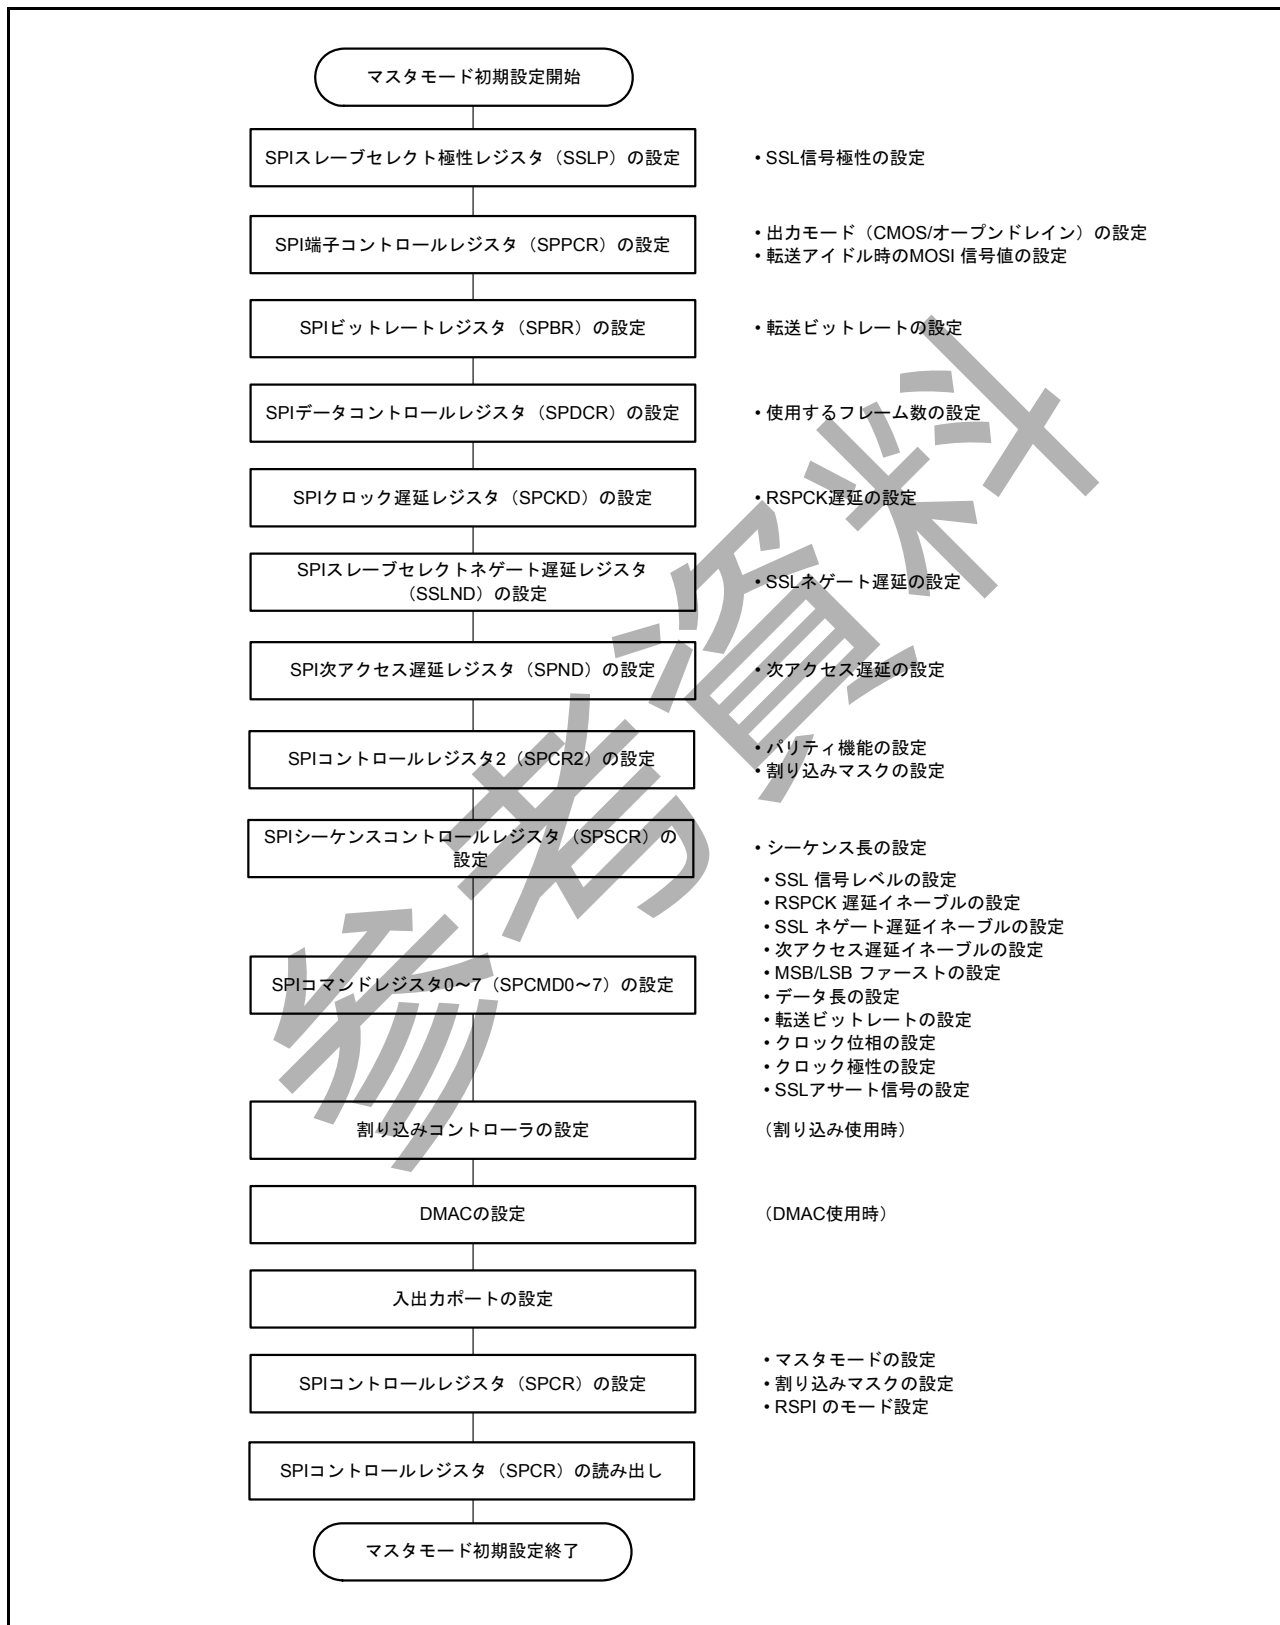 マスタモード初期設定開始
SPIスレーブセレクト極性レジスタ（SSLP）の設定
• SSL信号極性の設定
SPI端子コントロールレジスタ（SPPCR）の設定
• 出力モード（CMOS/オープンドレイン）の設定
• 転送アイドル時のMOSI 信号値の設定
SPIビットレートレジスタ（SPBR）の設定
• 転送ビットレートの設定
SPIデータコントロールレジスタ（SPDCR）の設定
• 使用するフレーム数の設定
SPIクロック遅延レジスタ（SPCKD）の設定
• RSPCK遅延の設定
SPIスレーブセレクトネゲート遅延レジスタ
（SSLND）の設定
• SSLネゲート遅延の設定
SPI次アクセス遅延レジスタ（SPND）の設定
• 次アクセス遅延の設定
SPIコントロールレジスタ2（SPCR2）の設定
• パリティ機能の設定
• 割り込みマスクの設定
SPIシーケンスコントロールレジスタ（SPSCR）の
設定
• シーケンス長の設定
SPIコマンドレジスタ0～7（SPCMD0～7）の設定
• SSL 信号レベルの設定
• RSPCK 遅延イネーブルの設定
• SSL ネゲート遅延イネーブルの設定
• 次アクセス遅延イネーブルの設定
• MSB/LSB ファーストの設定
• データ長の設定
• 転送ビットレートの設定
• クロック位相の設定
• クロック極性の設定
• SSLアサート信号の設定
割り込みコントローラの設定
（割り込み使用時）
DMACの設定
（DMAC使用時）
入出力ポートの設定
SPIコントロールレジスタ（SPCR）の設定
• マスタモードの設定
• 割り込みマスクの設定
• RSPI のモード設定
SPIコントロールレジスタ（SPCR）の読み出し
マスタモード初期設定終了
参考資料